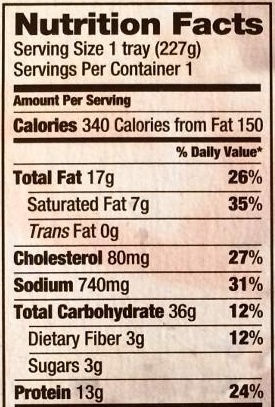 Nutrition Facts
Serving Size 1 tray (227g)
Servings Per Container 1
Amount Per Serving
Calories 340 Calories from Fat 150
% Daily Value*
Total Fat 17g 26%
Saturated Fat 7g 35%
Trans Fat 0g
Cholesterol 80mg 27%
Sodium 740mg 31%
Total Carbohydrate 36g 12%
Dietary Fiber 3g 12%
Sugars 3g
Protein 13g 24%